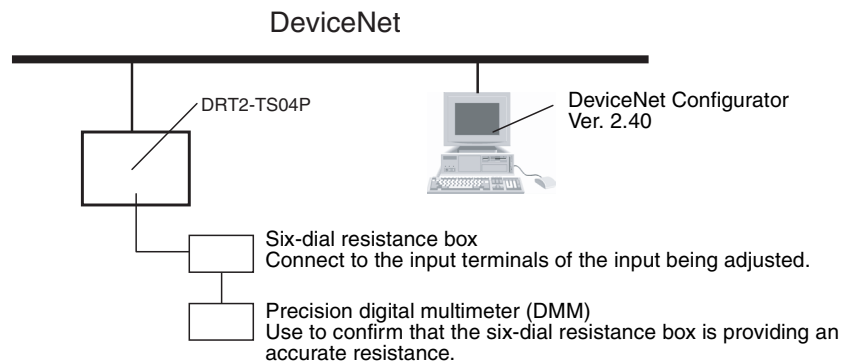 DeviceNet
DRT2-TS04P
DeviceNet Configurator
Ver. 2.40
Six-dial resistance box
Connect to the input terminals of the input being adjusted.
Precision digital multimeter (DMM)
Use to confirm that the six-dial resistance box is providing an
accurate resistance.